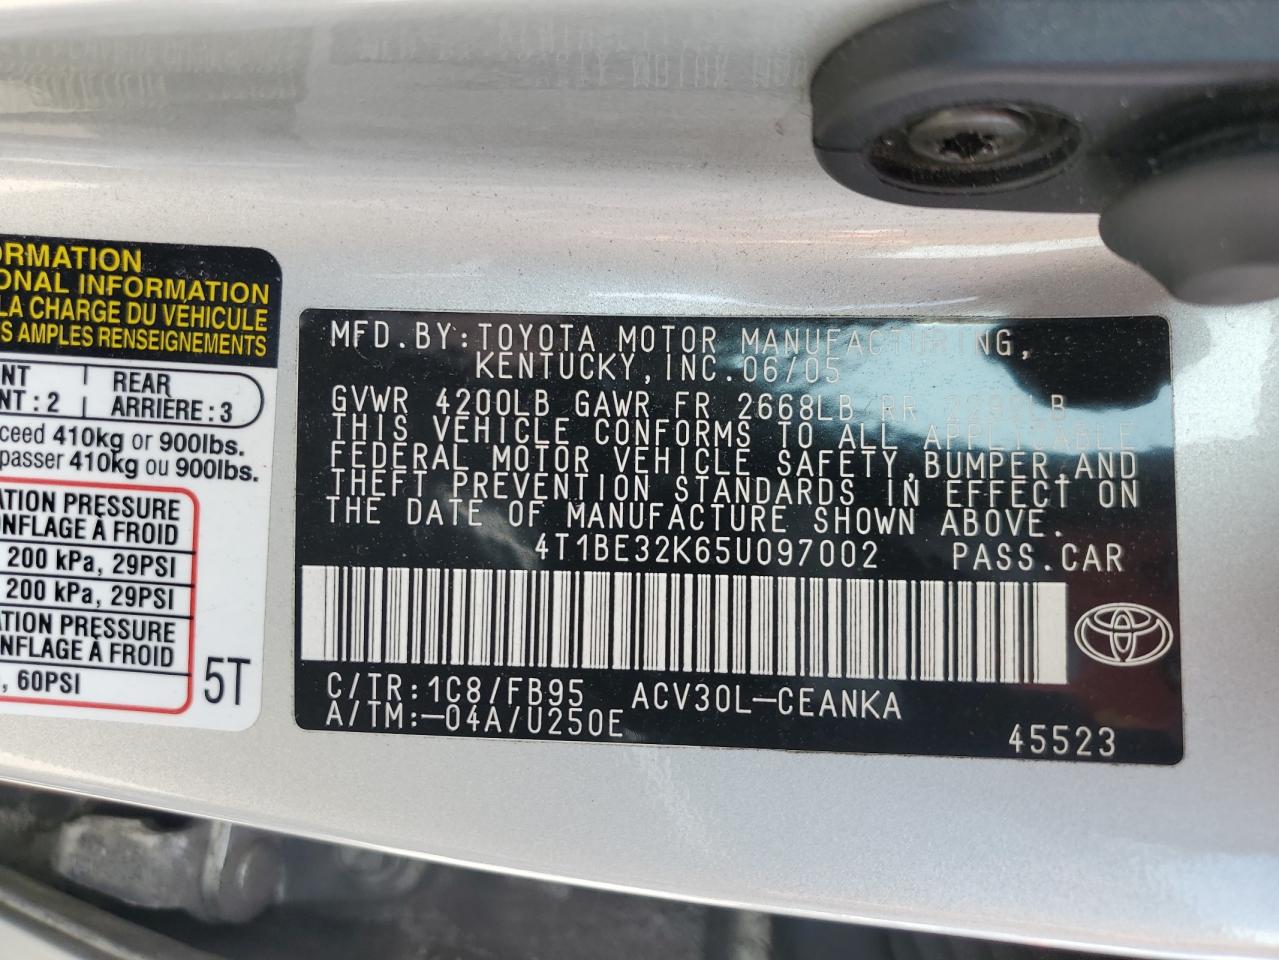 ORMATION
ONAL INFORMATION
LA CHARGE DU VÉHICULE
S AMPLES RENSEIGNEMENTS
NT REAR
NT : 2 ARRIÈRE : 3
ceed 410kg or 900lbs.
passer 410kg ou 900lbs.
ATION PRESSURE
ONFLAGE À FROID
200 kPa, 29PSI
200 kPa, 29PSI
TION PRESSURE
NFLAGE À FROID
, 60PSI
5T
MFD. BY: TOYOTA MOTOR MANUFACTURING,
KENTUCKY, INC. 06/05
GVWR 4200LB GAWR FR 2668LB RR
THIS VEHICLE CONFORMS TO ALL APPLICABLE
FEDERAL MOTOR VEHICLE SAFETY, BUMPER, AND
THEFT PREVENTION STANDARDS IN EFFECT ON
THE DATE OF MANUFACTURE SHOWN ABOVE.
4T1BE32K65U097002 PASS. CAR
C/TR: 1C8/FB95 ACV30L-CEANKA
A/TM: -04A/U250E
45523